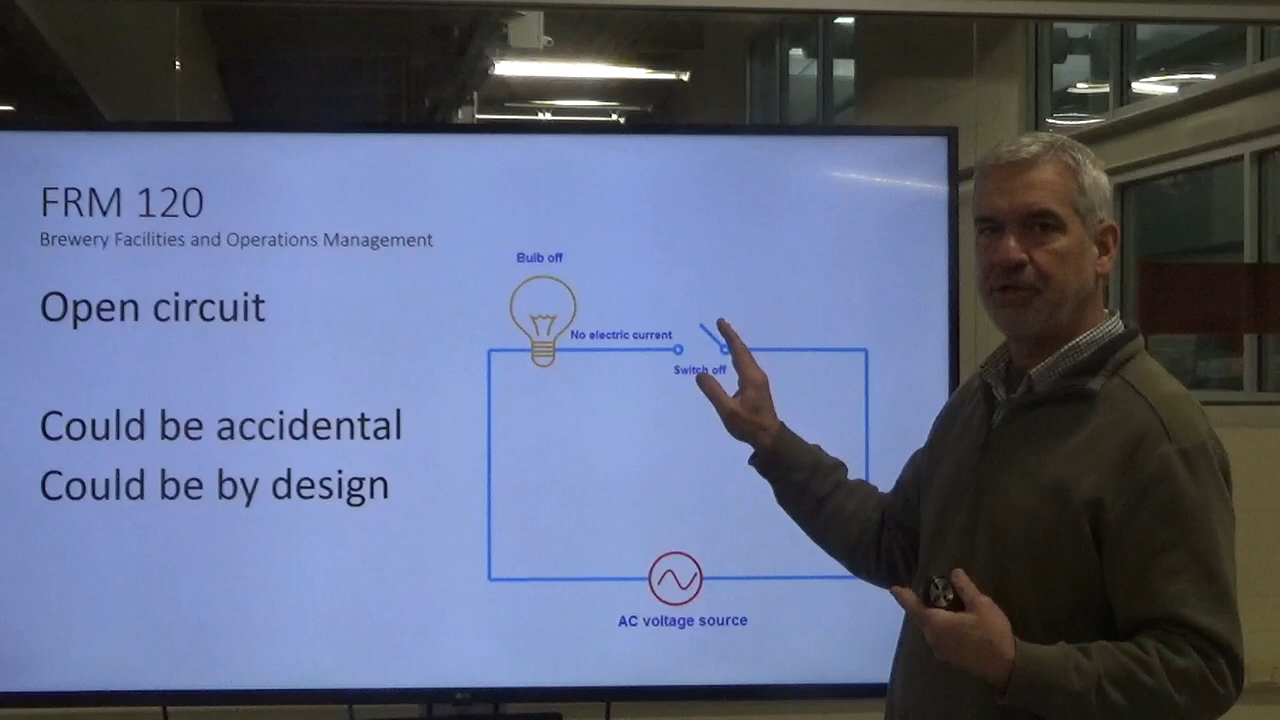 FRM 120
Brewery Facilities and Operations Management
Open circuit
Could be accidental
Could be by design
Bulb off
No electric current
Switch off
AC voltage source